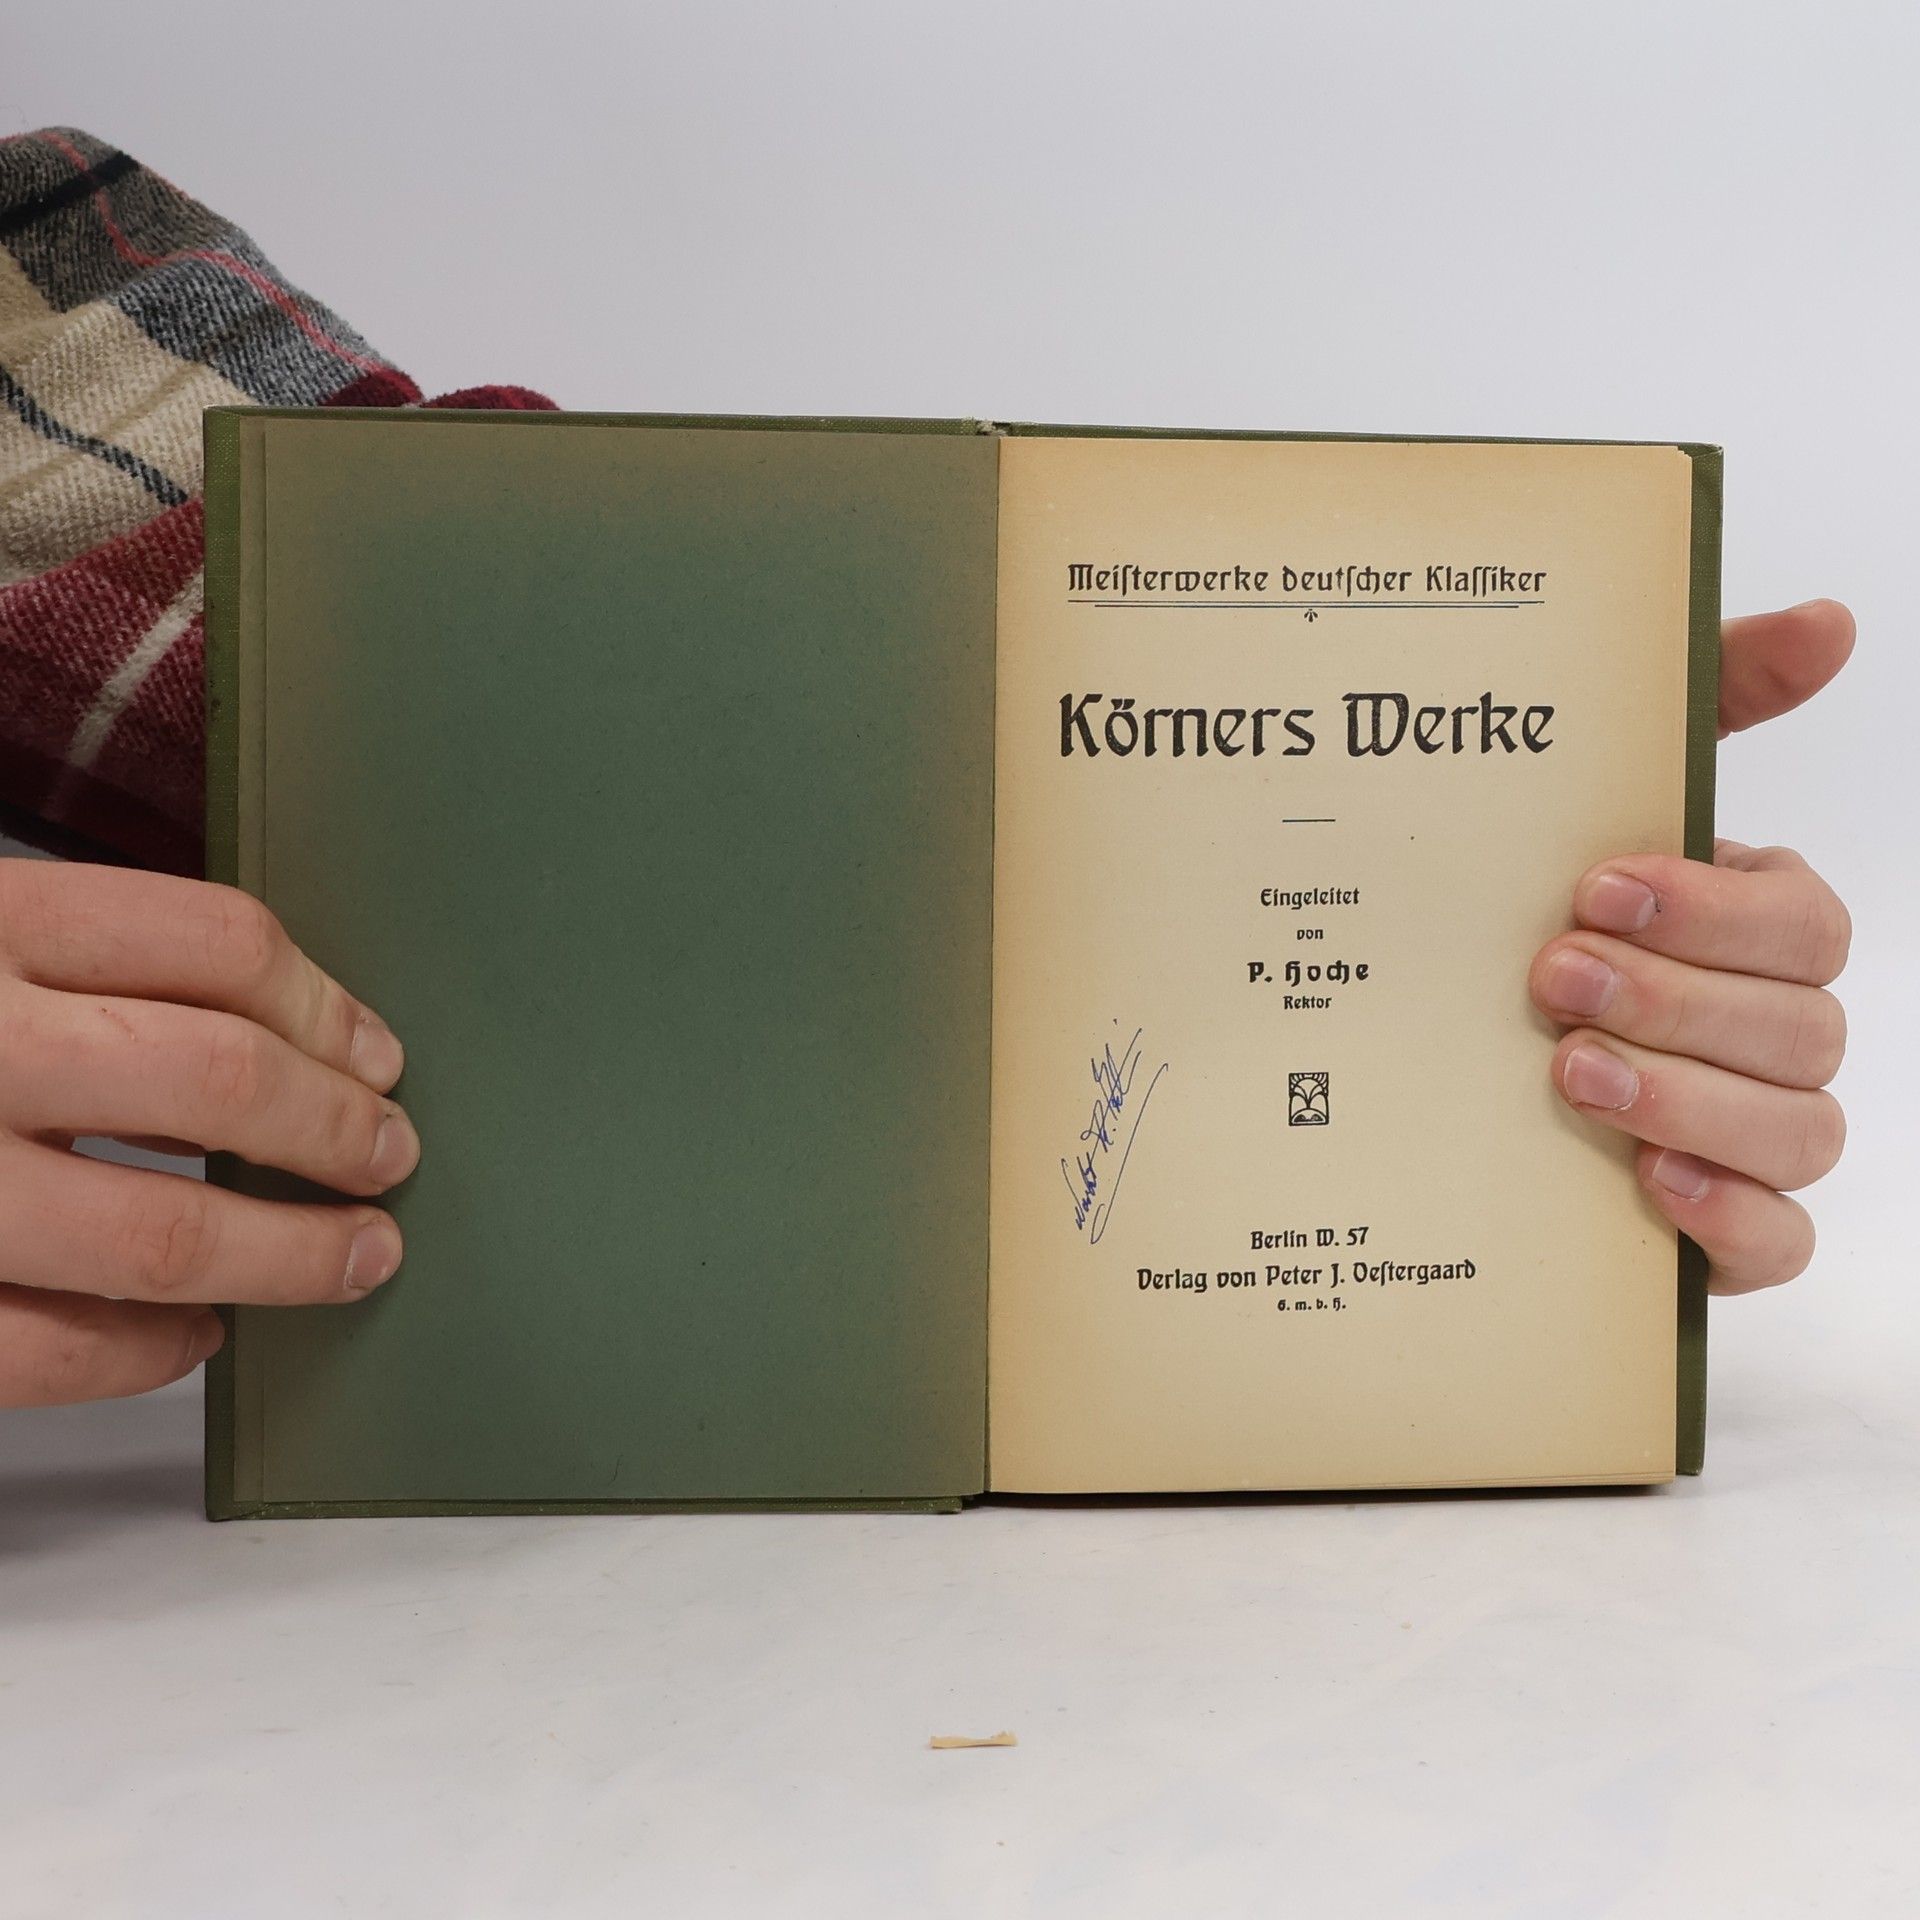 Meiſterwerke deutſcher Klaſſiker
Körners Werke
Eingeleitet
von
P. Hoche
Rektor
Berlin W. 57
Verlag von Peter J. Oeſtergaard
G. m. b. H.